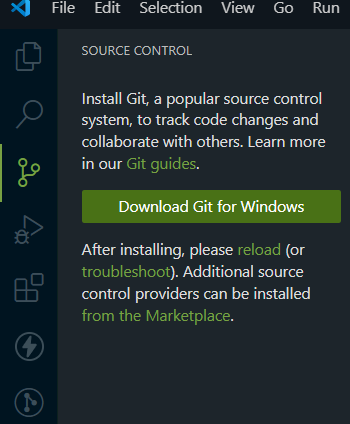 File Edit Selection View Go Run
SOURCE CONTROL
Install Git, a popular source control
system, to track code changes and
collaborate with others. Learn more
in our Git guides.
Download Git for Windows
After installing, please reload (or
troubleshoot). Additional source
control providers can be installed
from the Marketplace.